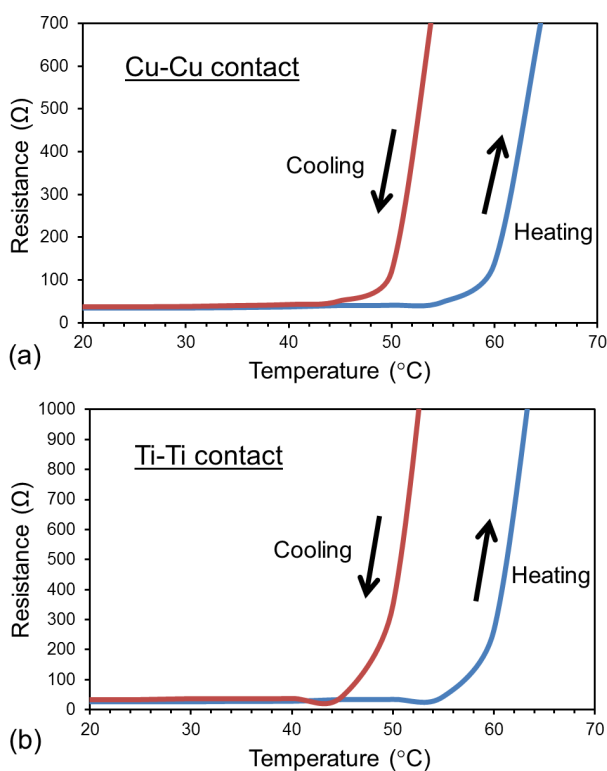 700
600
500
400
300
200
100
0
Resistance (Ω)
Cu-Cu contact
Cooling
Heating
20 30 40 50 60 70
Temperature (°C)
(a)
1000
900
800
700
600
500
400
300
200
100
0
Resistance (Ω)
Ti-Ti contact
Cooling
Heating
20 30 40 50 60 70
Temperature (°C)
(b)